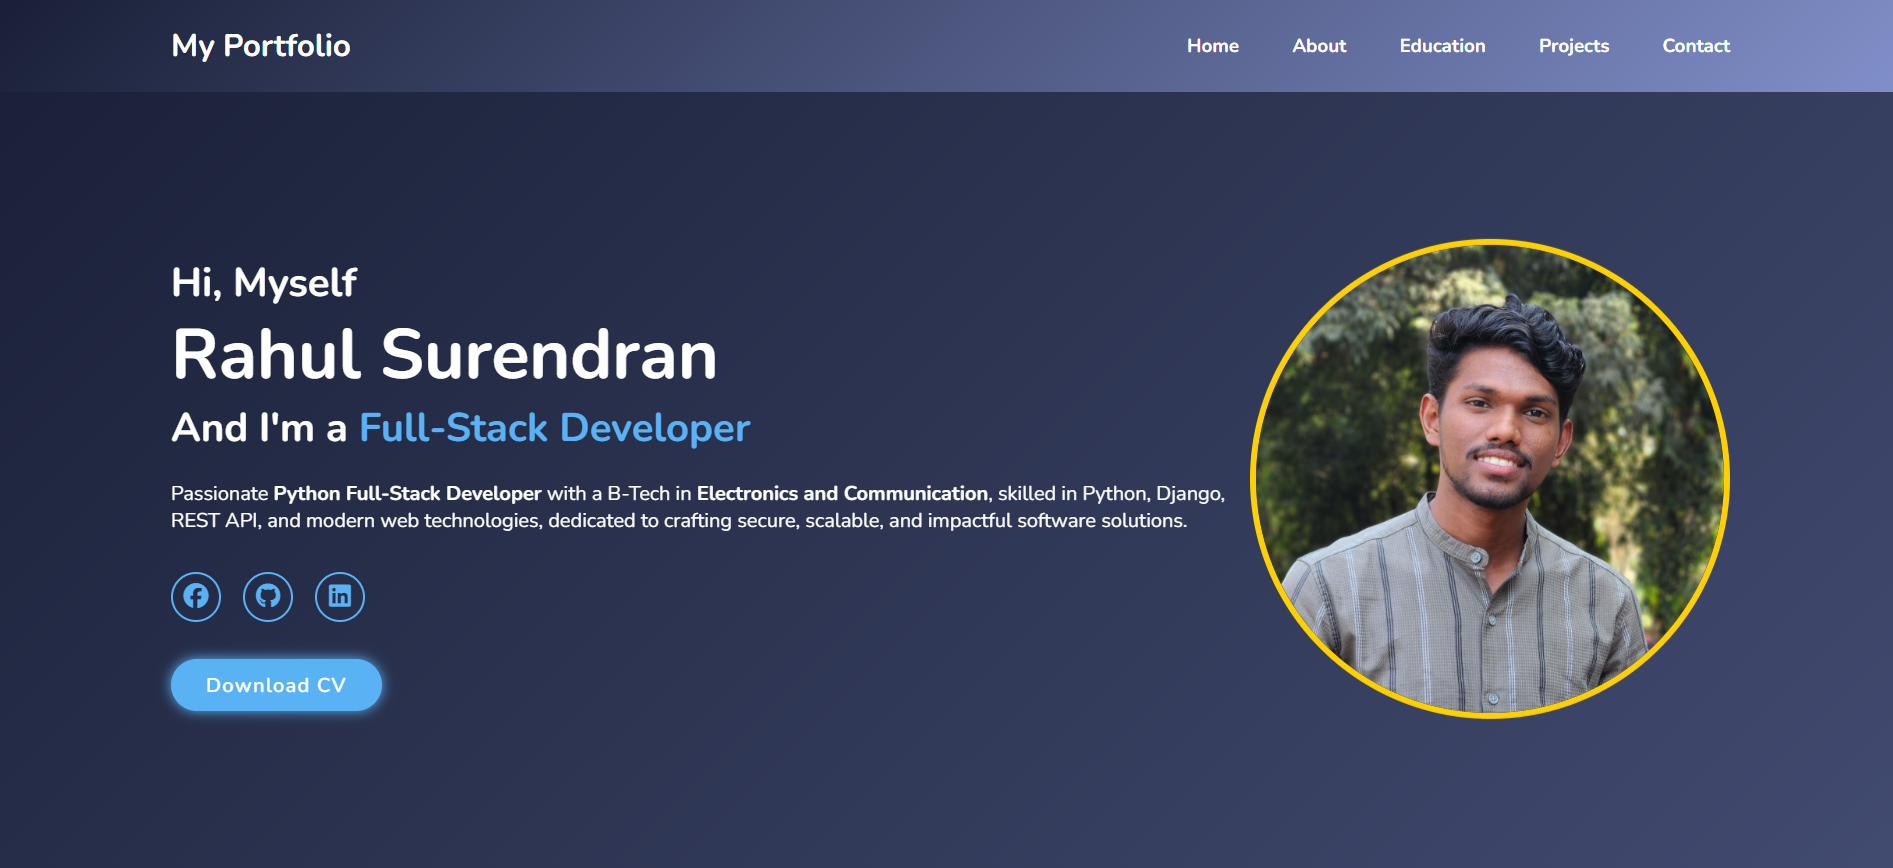 My Portfolio
Home
About
Education
Projects
Contact
Hi, Myself
Rahul Surendran
And I'm a Full-Stack Developer
Passionate Python Full-Stack Developer with a B-Tech in Electronics and Communication, skilled in Python, Django,
REST API, and modern web technologies, dedicated to crafting secure, scalable, and impactful software solutions.
Download CV